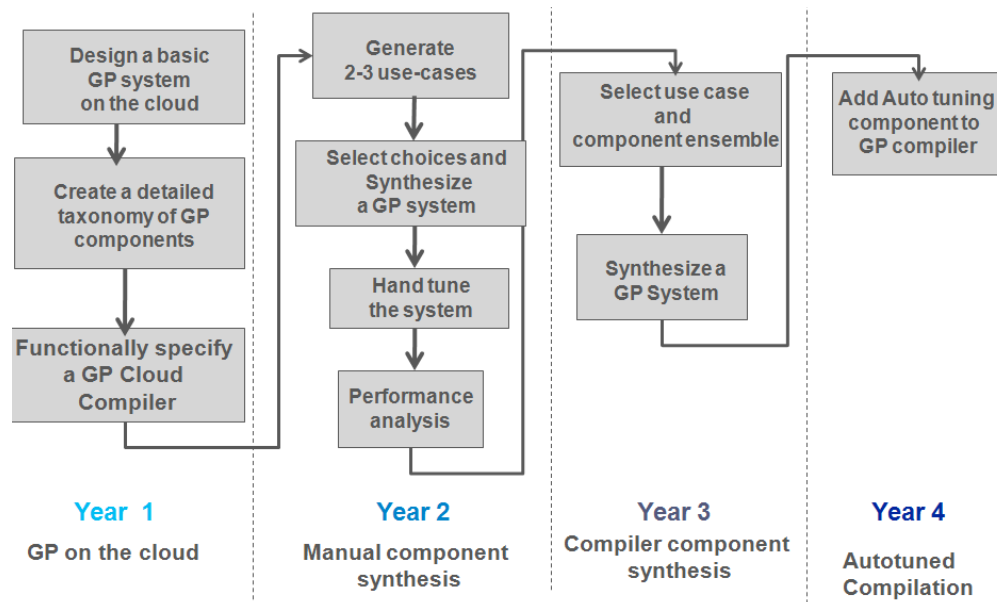 Design a basic
GP system
on the cloud
Create a detailed
taxonomy of GP
components
Functionally specify
a GP Cloud
Compiler
Year 1
GP on the cloud
Generate
2-3 use-cases
Select choices and
Synthesize
a GP system
Hand tune
the system
Performance
analysis
Year 2
Manual component
synthesis
Select use case
and
component ensemble
Synthesize a
GP System
Year 3
Compiler component
synthesis
Add Auto tuning
component to
GP compiler
Year 4
Autotuned
Compilation